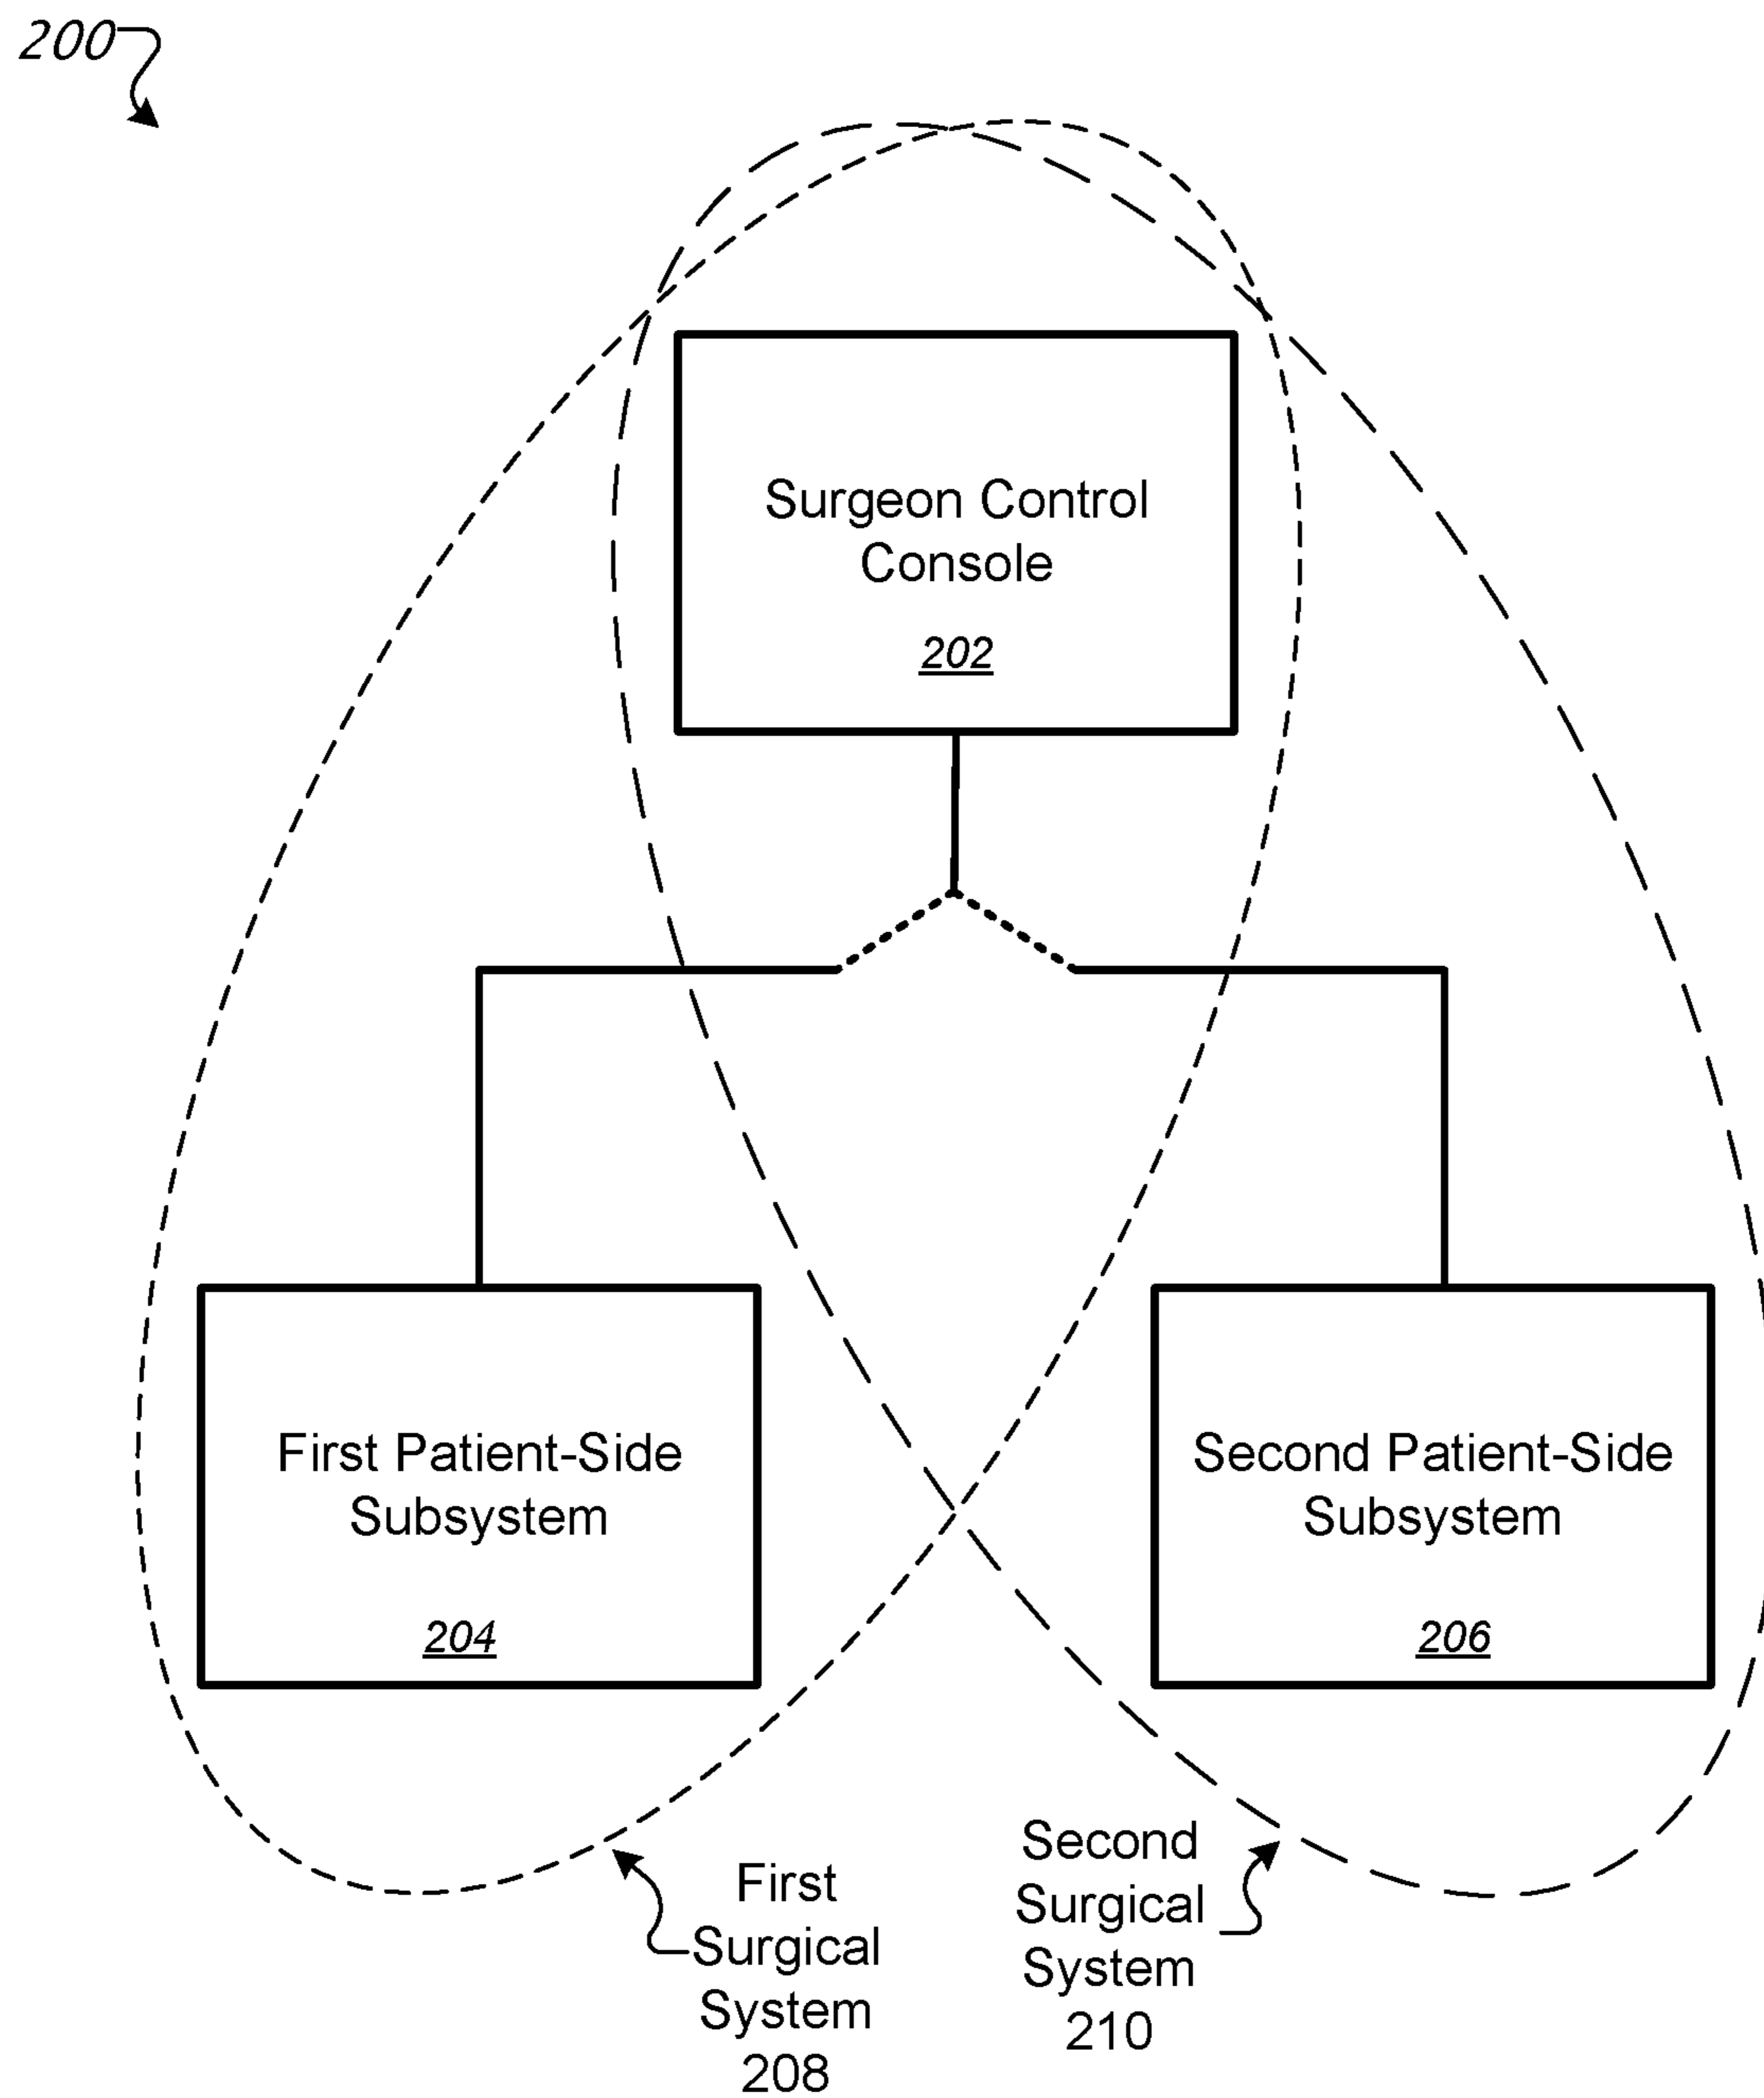 200
Surgeon Control
Console
202
First Patient-Side
Subsystem
204
Second Patient-Side
Subsystem
206
First
Surgical
System
208
Second
Surgical
System
210